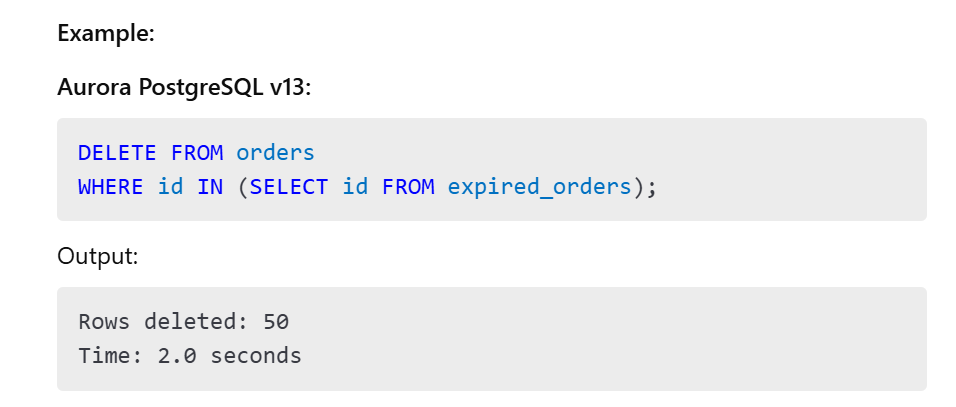 Example:
Aurora PostgreSQL v13:
DELETE FROM orders
WHERE id IN (SELECT id FROM expired_orders);
Output:
Rows deleted: 50
Time: 2.0 seconds